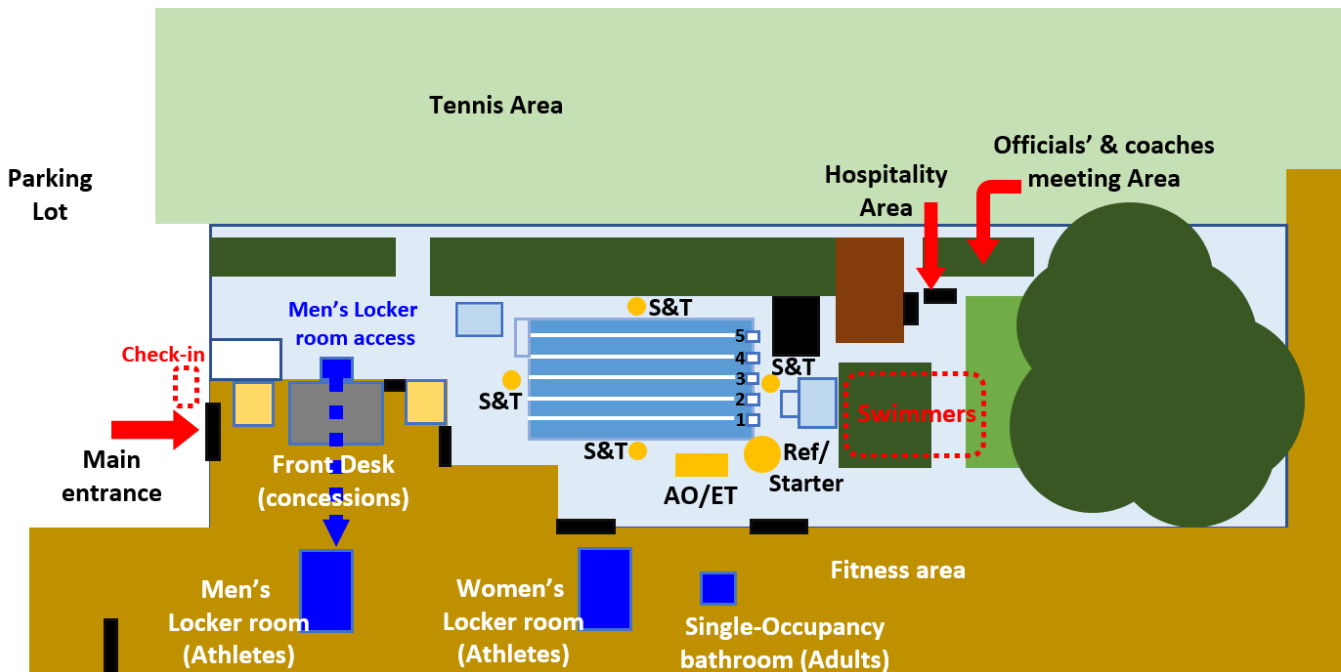 Tennis Area
Parking
Lot
Officials' & coaches
meeting Area
Hospitality
Area
Men's Locker
room access
S&T
Check-in
5
4
3
2
1
S&T
S&T
Swimmers
Main
entrance
Front Desk
(concessions)
S&T
Ref/
Starter
AO/ET
Men's
Locker room
(Athletes)
Women's
Locker room
(Athletes)
Fitness area
Single-Occupancy
bathroom (Adults)